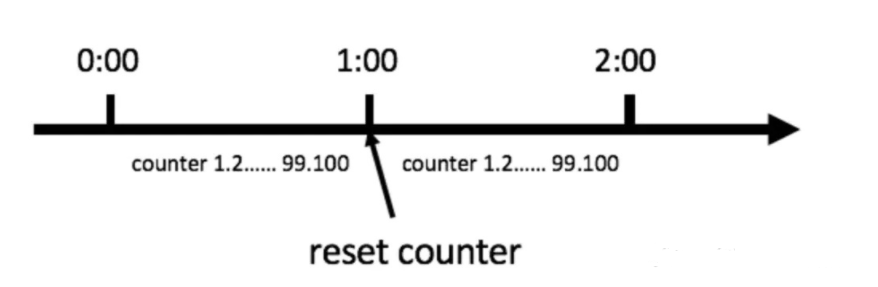 0:00 1:00 2:00
counter 1.2...... 99.100 counter 1.2...... 99.100
reset counter